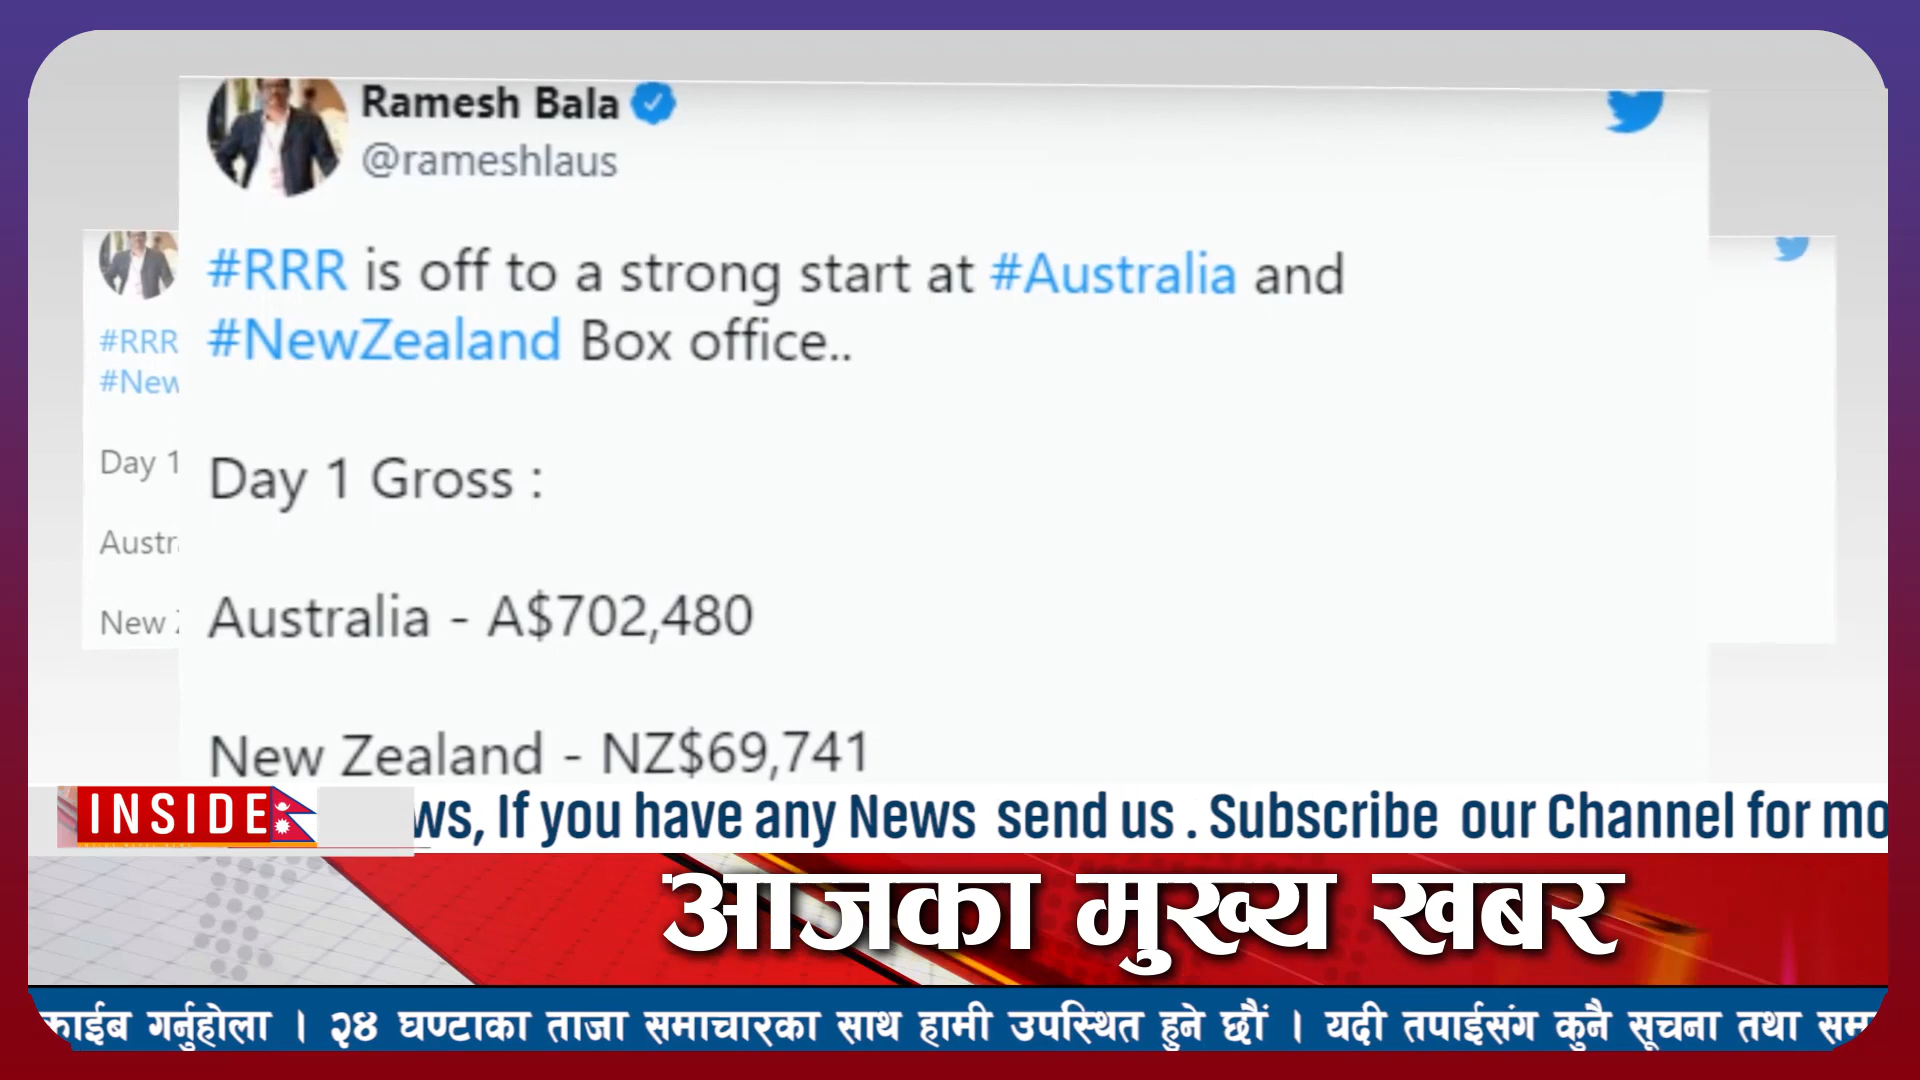 Ramesh Bala
@rameshlaus
#RRR is off to a strong start at #Australia and
#NewZealand Box office..
Day 1 Gross :
Australia - A$702,480
New Zealand - NZ$69,741
#RRR
#New
Day 1
Austr
New
INSIDE
ws, If you have any News send us . Subscribe our Channel for mo
आजका मुख्य खबर
काईब गर्नुहोला । २४ घण्टाका ताजा समाचारका साथ हामी उपस्थित हुने छौं । यदी तपाईसंग कुनै सूचना तथा सम